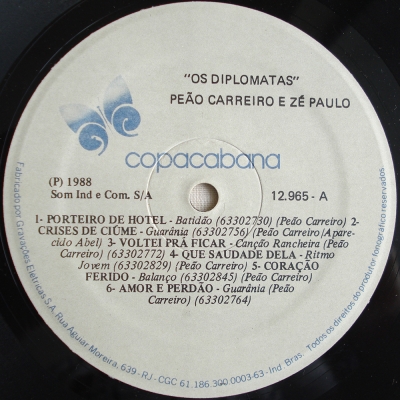 "OS DIPLOMATAS"
PEÃO CARREIRO E ZÉ PAULO
copacabana
(P) 1988
Som Ind e Com. S/A
12.965 - A
1- PORTEIRO DE HOTEL - Batidão (63302730) (Peão Carreiro) 2-
CRISES DE CIÚME - Guarânia (63302756) (Peão Carreiro/Apare-
cido Abel) 3- VOLTEI PRÁ FICAR - Canção Rancheira (Peão
Carreiro) (63302772) 4- QUE SAUDADE DELA - Ritmo
Jovem (63302829) (Peão Carreiro) 5- CORAÇÃO
FERIDO - Balanço (63302845) (Peão Carreiro)
6- AMOR E PERDÃO - Guarânia (Peão
Carreiro) (63302764)
Fabricado por Gravações Elétricas S.A. Rua Aguiar Moreira, 639 - RJ - CGC 61.186.300 0003-63 - Ind. Bras. Todos os direitos do produtor fonográfico reservados